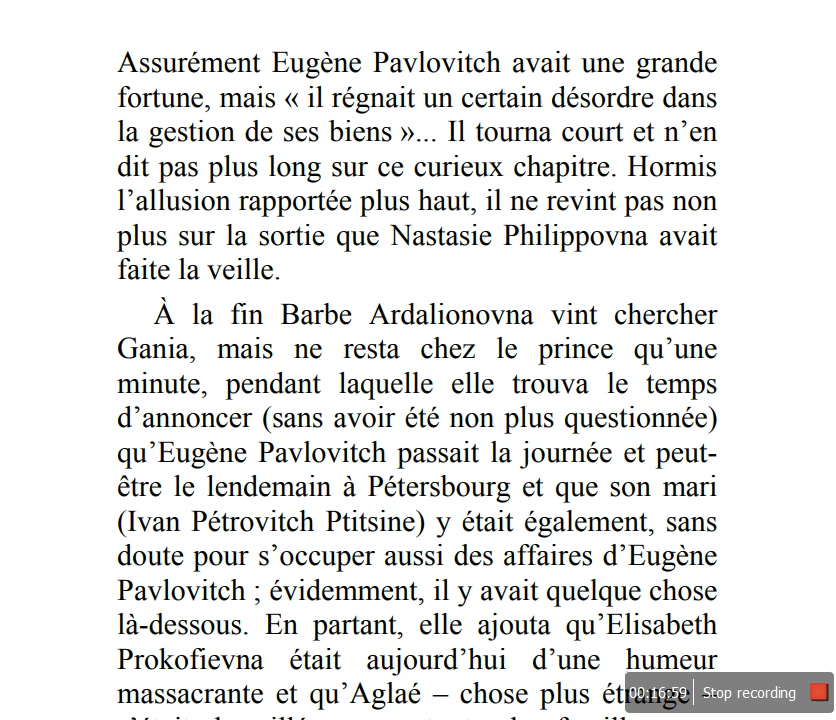 Assurément Eugène Pavlovitch avait une grande
fortune, mais « il régnait un certain désordre dans
la gestion de ses biens »... Il tourna court et n’en
dit pas plus long sur ce curieux chapitre. Hormis
l’allusion rapportée plus haut, il ne revint pas non
plus sur la sortie que Nastasie Philippovna avait
faite la veille.
À la fin Barbe Ardalionovna vint chercher
Gania, mais ne resta chez le prince qu’une
minute, pendant laquelle elle trouva le temps
d’annoncer (sans avoir été non plus questionnée)
qu’Eugène Pavlovitch passait la journée et peut-
être le lendemain à Pétersbourg et que son mari
(Ivan Pétrovitch Ptitsine) y était également, sans
doute pour s’occuper aussi des affaires d’Eugène
Pavlovitch ; évidemment, il y avait quelque chose
là-dessous. En partant, elle ajouta qu’Elisabeth
Prokofievna était aujourd’hui d’une humeur
massacrante et qu’Aglaé – chose plus étrange –
00:16:59 Stop recording